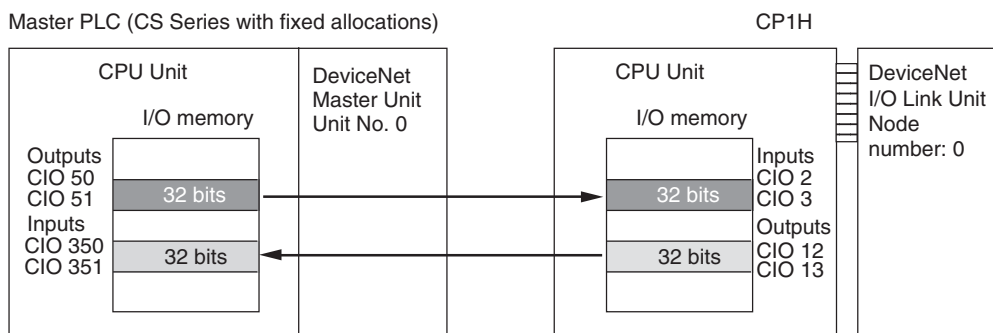 Master PLC (CS Series with fixed allocations)
CP1H
CPU Unit
DeviceNet
Master Unit
Unit No. 0
I/O memory
Outputs
CIO 50
CIO 51
32 bits
Inputs
CIO 350
CIO 351
32 bits
CPU Unit
I/O memory
32 bits
Inputs
CIO 2
CIO 3
32 bits
Outputs
CIO 12
CIO 13
DeviceNet
I/O Link Unit
Node
number: 0